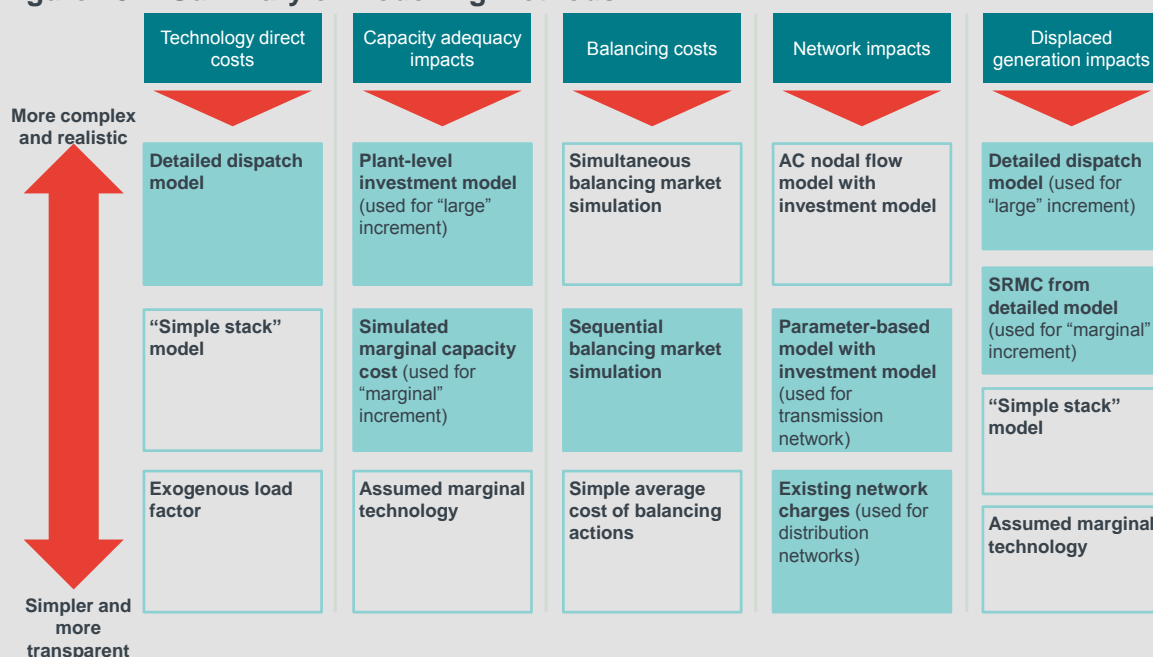 Technology direct
costs
Capacity adequacy
impacts
Balancing costs
Network impacts
Displaced
generation impacts
More complex
and realistic
Detailed dispatch
model
Plant-level
investment model
(used for “large”
increment)
Simultaneous
balancing market
simulation
AC nodal flow
model with
investment model
Detailed dispatch
model (used for
“large” increment)
SRMC from
detailed model
(used for “marginal”
increment)
“Simple stack”
model
Simulated
marginal capacity
cost (used for
“marginal”
increment)
Sequential
balancing market
simulation
Parameter-based
model with
investment model
(used for
transmission
network)
“Simple stack”
model
Exogenous load
factor
Assumed marginal
technology
Simple average
cost of balancing
actions
Existing network
charges (used for
distribution
networks)
Assumed marginal
technology
Simpler and
more
transparent